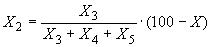 X₂ = X₃ / (X₃ + X₄ + X₅) · (100 − X)